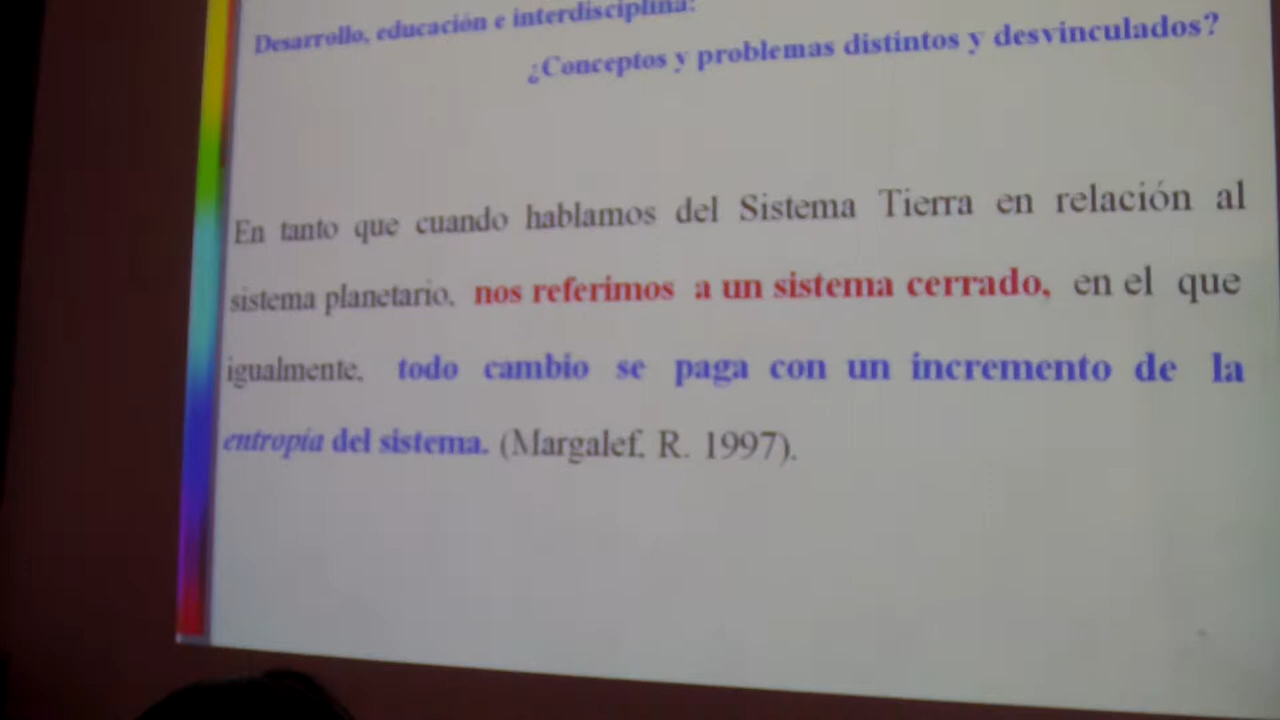 Desarrollo, educación e interdisciplina:
¿Conceptos y problemas distintos y desvinculados?
En tanto que cuando hablamos del Sistema Tierra en relación al
sistema planetario, nos referimos a un sistema cerrado, en el que
igualmente, todo cambio se paga con un incremento de la
entropía del sistema. (Margalef. R. 1997).